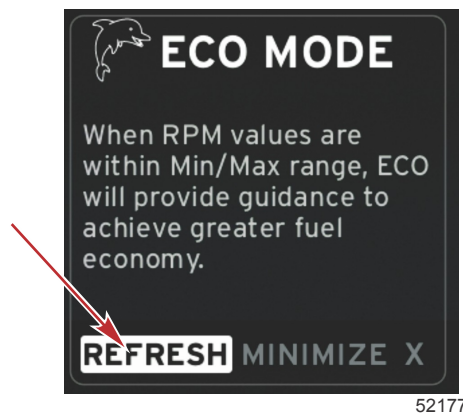 ECO MODE
When RPM values are
within Min/Max range, ECO
will provide guidance to
achieve greater fuel
economy.
REFRESH MINIMIZE X
52177